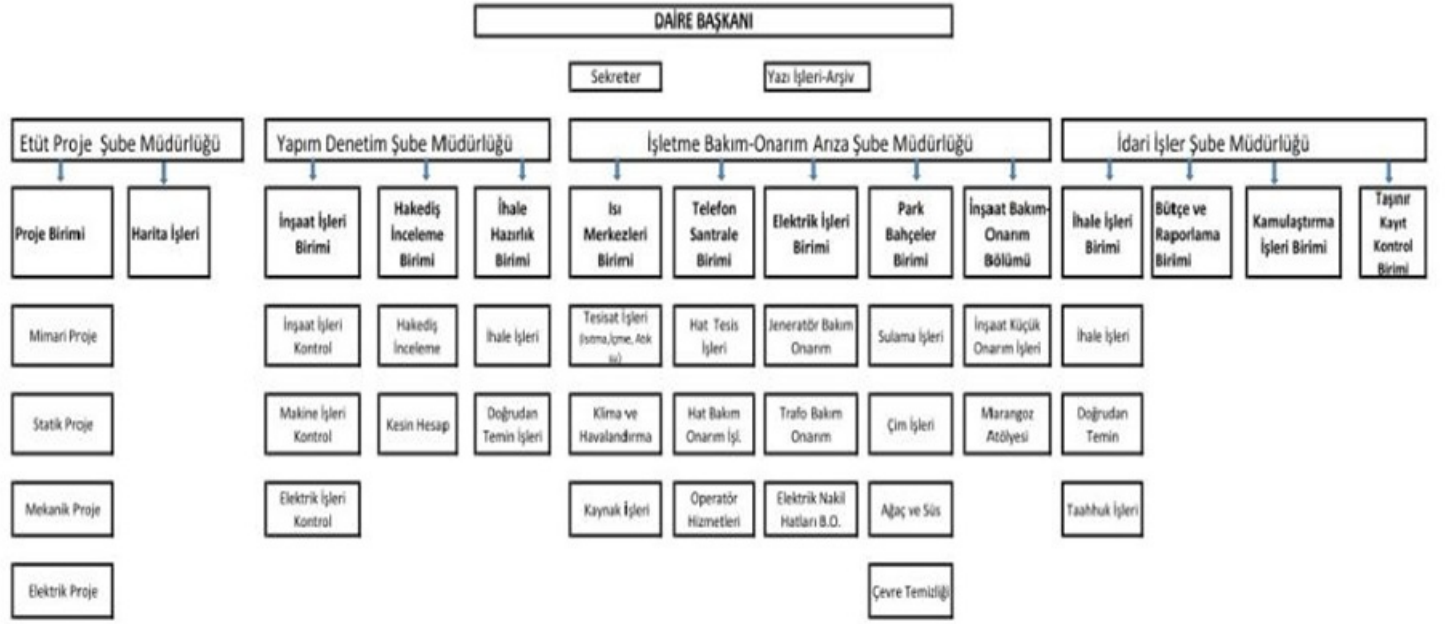 DAİRE BAŞKANI
Sekreter
Yazı İşleri-Arşiv
Etüt Proje Şube Müdürlüğü
Yapım Denetim Şube Müdürlüğü
İşletme Bakım-Onarım Arıza Şube Müdürlüğü
İdari İşler Şube Müdürlüğü
Proje Birimi
Harita İşleri
İnşaat İşleri
Birimi
Hakediş
İnceleme
Birimi
İhale
Hazırlık
Birimi
Isı
Merkezleri
Birimi
Telefon
Santrale
Birimi
Elektrik İşleri
Birimi
Park
Bahçeler
Birimi
İnşaat Bakım-
Onarım
Bölümü
İhale İşleri
Birimi
Bütçe ve
Raporlama
Birimi
Kamulaştırma
İşleri Birimi
Taşınır
Kayıt
Kontrol
Birimi
Mimari Proje
İnşaat İşleri
Kontrol
Hakediş
İnceleme
İhale İşleri
Tesisat İşleri
(Isıtma,İçme, Atık
su)
Hat Tesis
İşleri
Jeneratör Bakım
Onarım
Sulama İşleri
İnşaat Küçük
Onarım İşleri
İhale İşleri
Statik Proje
Makine İşleri
Kontrol
Kesin Hesap
Doğrudan
Temin İşleri
Klima ve
Havalandırma
Hat Bakım
Onarım İşl.
Trafo Bakım
Onarım
Çim İşleri
Marangoz
Atölyesi
Doğrudan
Temin
Mekanik Proje
Elektrik İşleri
Kontrol
Kaynak İşleri
Operatör
Hizmetleri
Elektrik Nakil
Hatları B.O.
Ağaç ve Süs
Taahhuk İşleri
Elektrik Proje
Çevre Temizliği